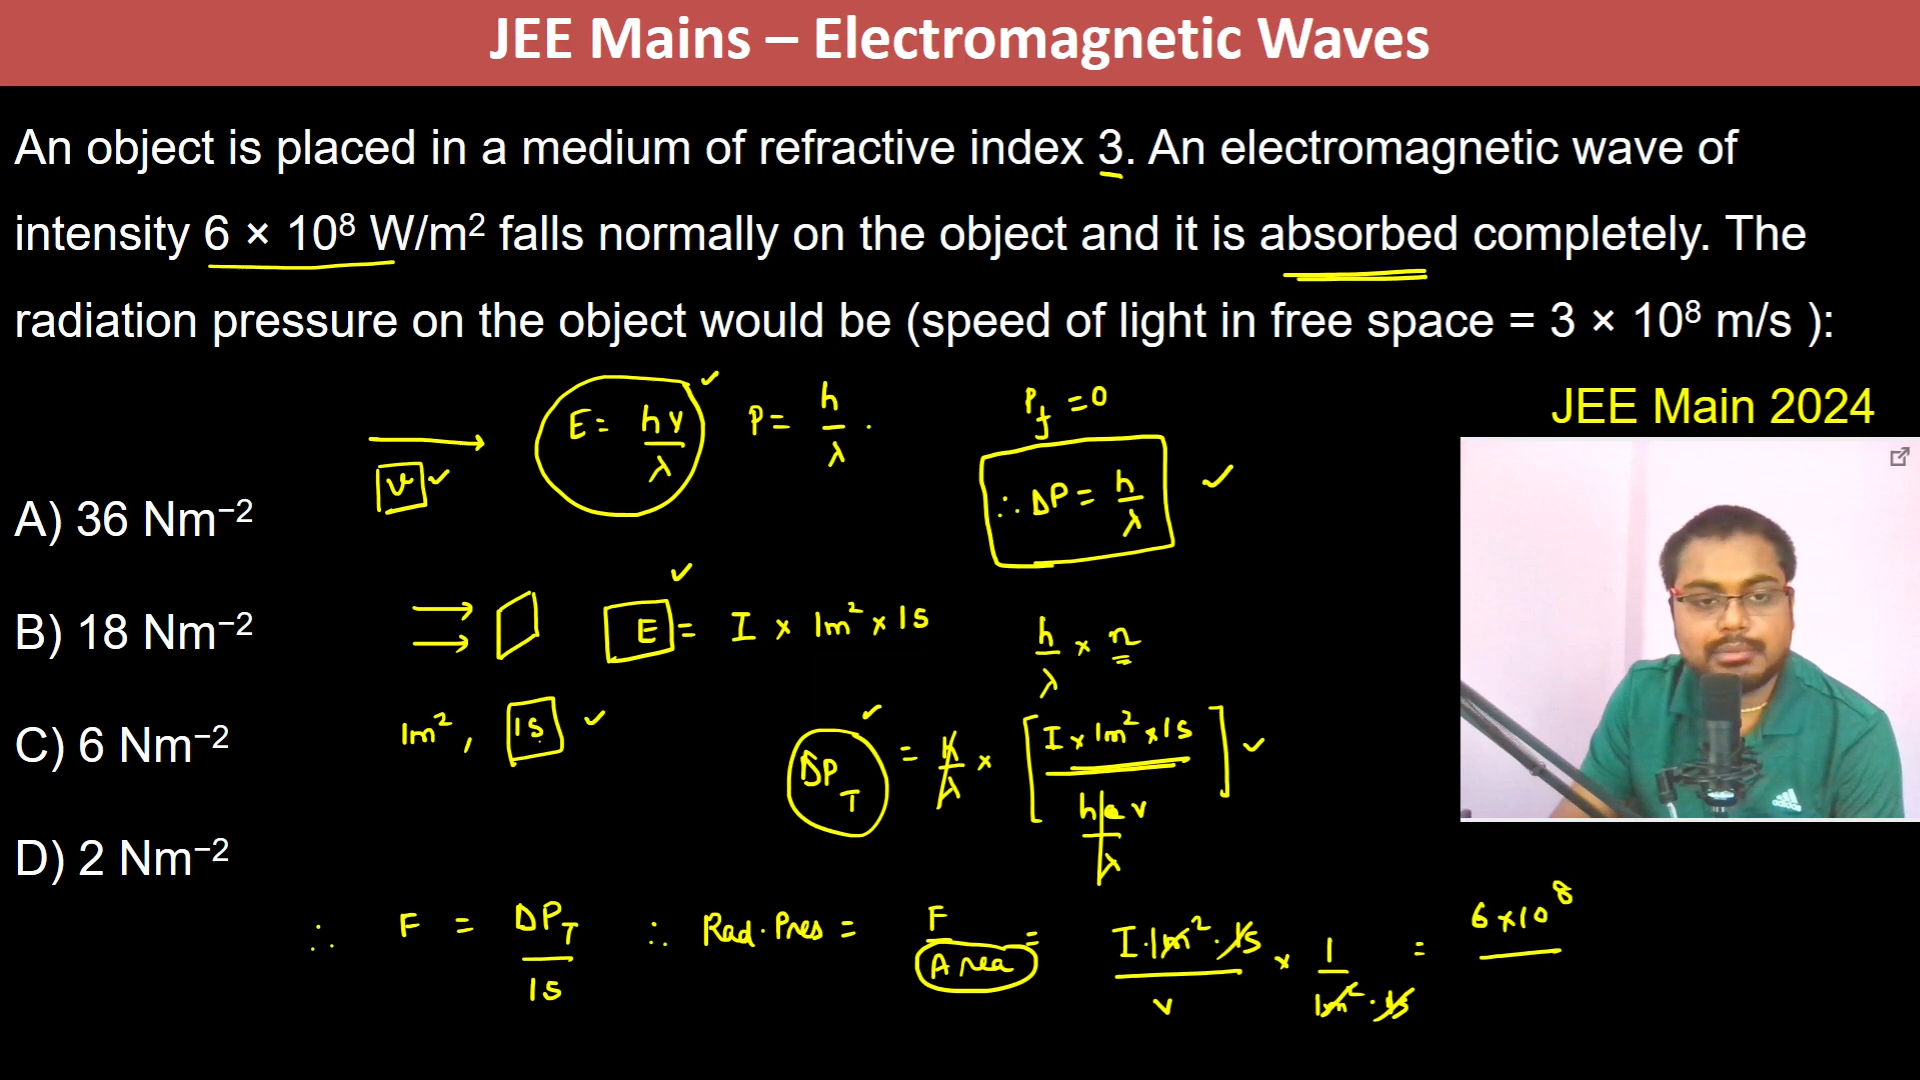 JEE Mains – Electromagnetic Waves
An object is placed in a medium of refractive index 3. An electromagnetic wave of
intensity 6 × 10⁸ W/m² falls normally on the object and it is absorbed completely. The
radiation pressure on the object would be (speed of light in free space = 3 × 10⁸ m/s ):
JEE Main 2024
E = hv/λ P = h/λ .
P_f = 0
v
∴ ΔP = h/λ
A) 36 Nm⁻²
E = I × 1m² × 1s
B) 18 Nm⁻²
h/λ × n
1m², 1s
C) 6 Nm⁻²
ΔP_T = h/λ × [I × 1m² × 1s
v
λ]
D) 2 Nm⁻²
∴ F = ΔP_T/1s ∴ Rad. Pres = F/Area = I·1m²·1s/v × 1/1m²·1s = 6×10⁸
adidas